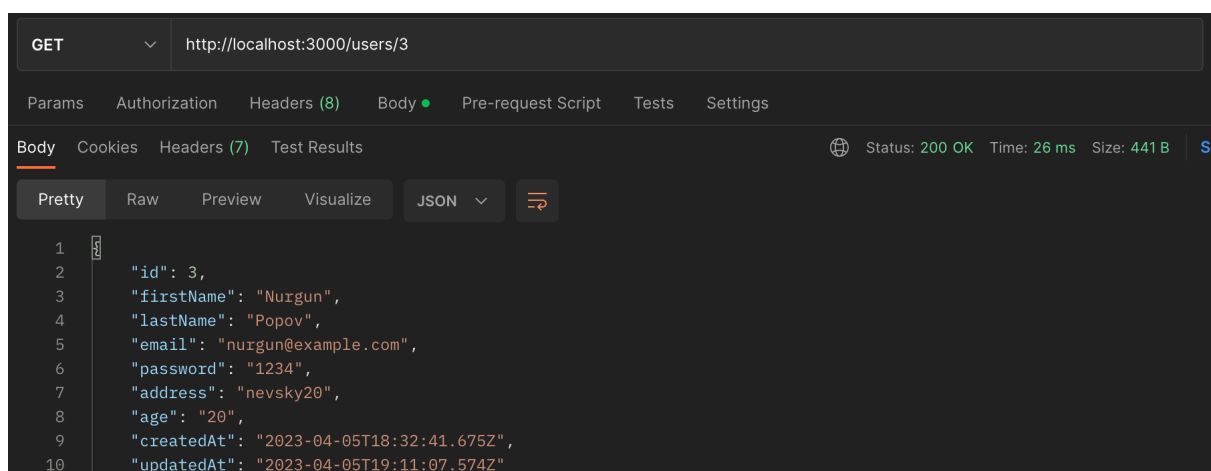 GET http://localhost:3000/users/3
Params Authorization Headers (8) Body Pre-request Script Tests Settings
Body Cookies Headers (7) Test Results Status: 200 OK Time: 26 ms Size: 441 B S
Pretty Raw Preview Visualize JSON
1 {
2 "id": 3,
3 "firstName": "Nurgun",
4 "lastName": "Popov",
5 "email": "nurgun@example.com",
6 "password": "1234",
7 "address": "nevsky20",
8 "age": "20",
9 "createdAt": "2023-04-05T18:32:41.675Z",
10 "updatedAt": "2023-04-05T19:11:07.574Z"